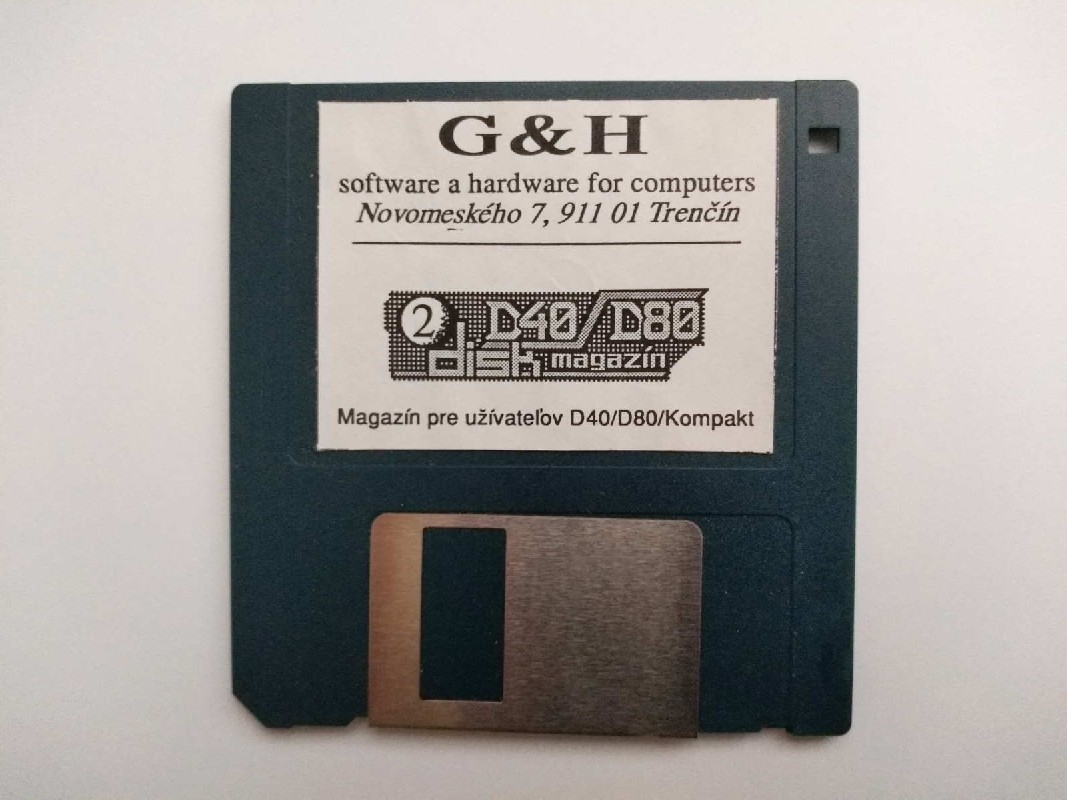 G&H
software a hardware for computers
Novomeského 7, 911 01 Trenčín
2 D40/D80
disk magazín
Magazín pre užívateľov D40/D80/Kompakt